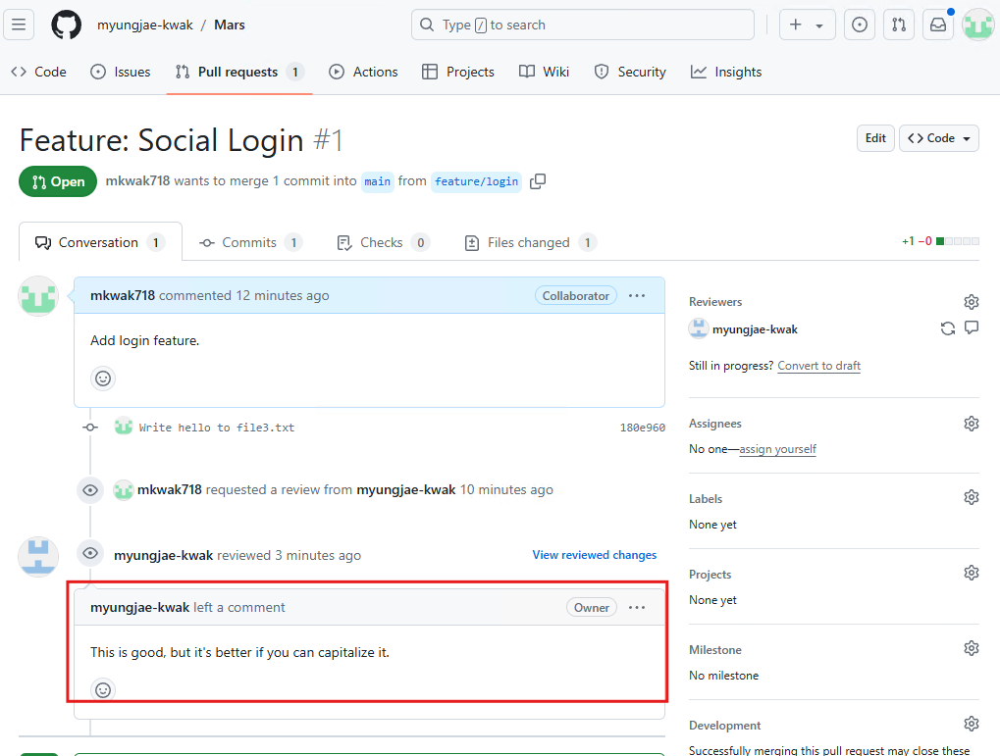 myungjae-kwak / Mars
Type / to search
Code
Issues
Pull requests 1
Actions
Projects
Wiki
Security
Insights
Feature: Social Login #1
Edit
<> Code
Open
mkwak718 wants to merge 1 commit into main from feature/login
Conversation 1
Commits 1
Checks 0
Files changed 1
+1 −0
mkwak718 commented 12 minutes ago
Collaborator
Add login feature.
Write hello to file3.txt
180e960
mkwak718 requested a review from myungjae-kwak 10 minutes ago
myungjae-kwak reviewed 3 minutes ago
View reviewed changes
myungjae-kwak left a comment
Owner
This is good, but it's better if you can capitalize it.
Reviewers
myungjae-kwak
Still in progress? Convert to draft
Assignees
No one—assign yourself
Labels
None yet
Projects
None yet
Milestone
No milestone
Development
Successfully merging this pull request may close these